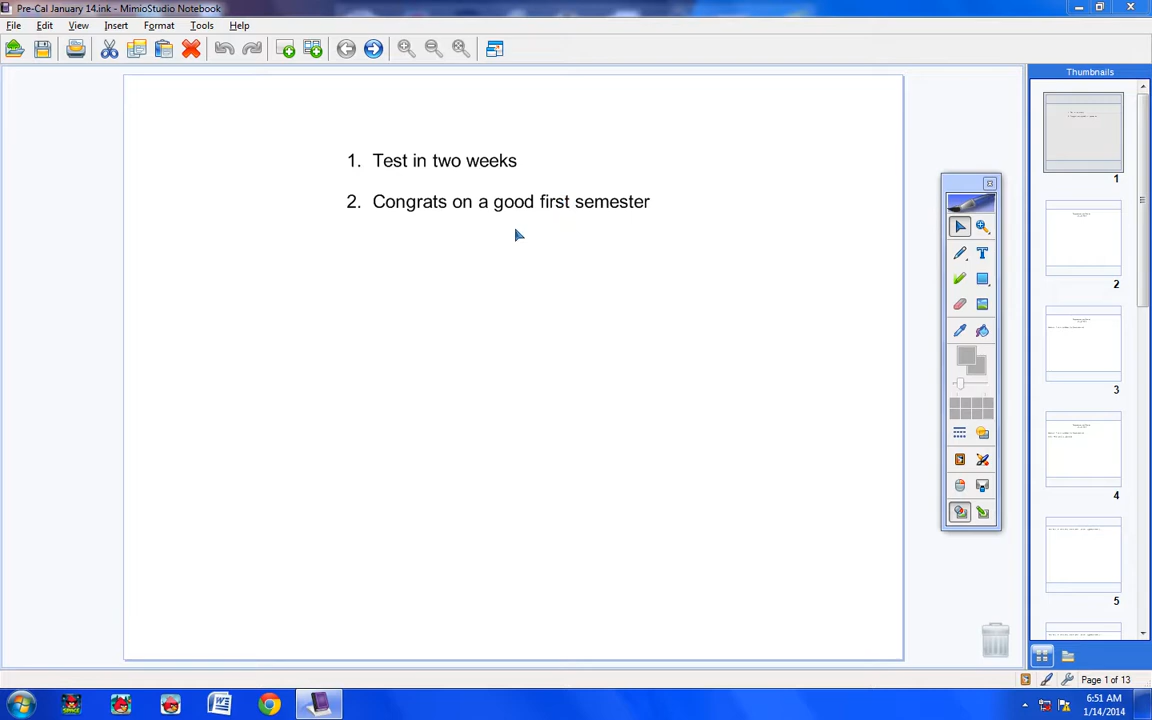 Pre-Cal January 14.ink - MimioStudio Notebook
File Edit View Insert Format Tools Help
Thumbnails
1. Test in two weeks
2. Congrats on a good first semester
1
2
3
4
5
Page 1 of 13
6:51 AM
1/14/2014